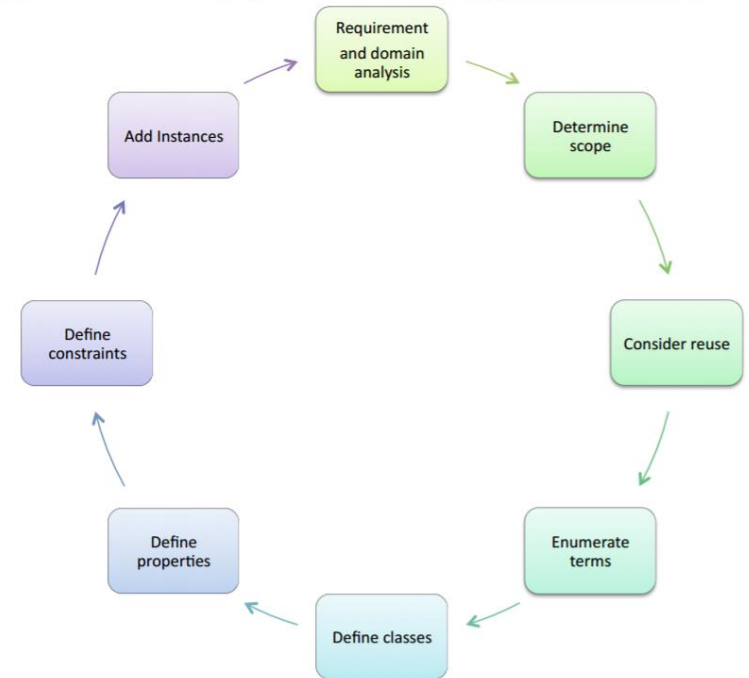 Requirement
and domain
analysis
Determine
scope
Consider reuse
Enumerate
terms
Define classes
Define
properties
Define
constraints
Add Instances